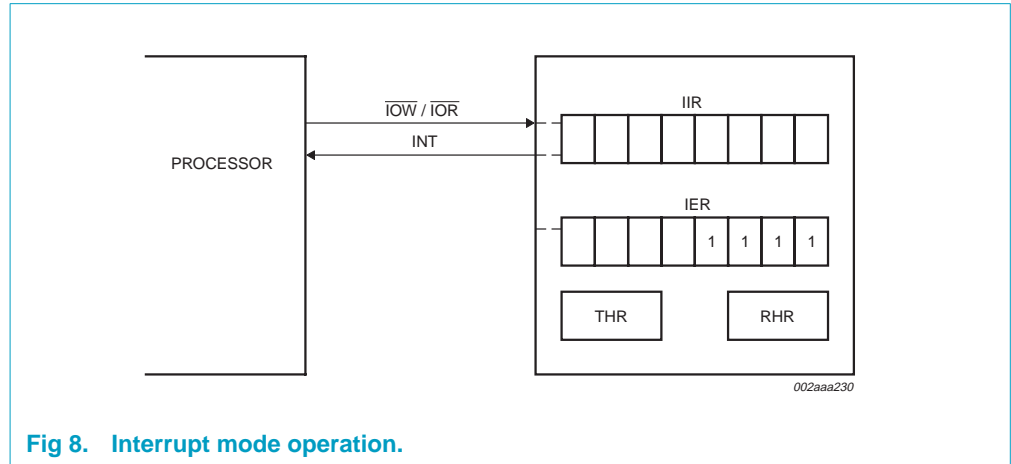 IIR
IOW / IOR
INT
PROCESSOR
IER
1 1 1 1
THR RHR
002aaa230
Fig 8. Interrupt mode operation.